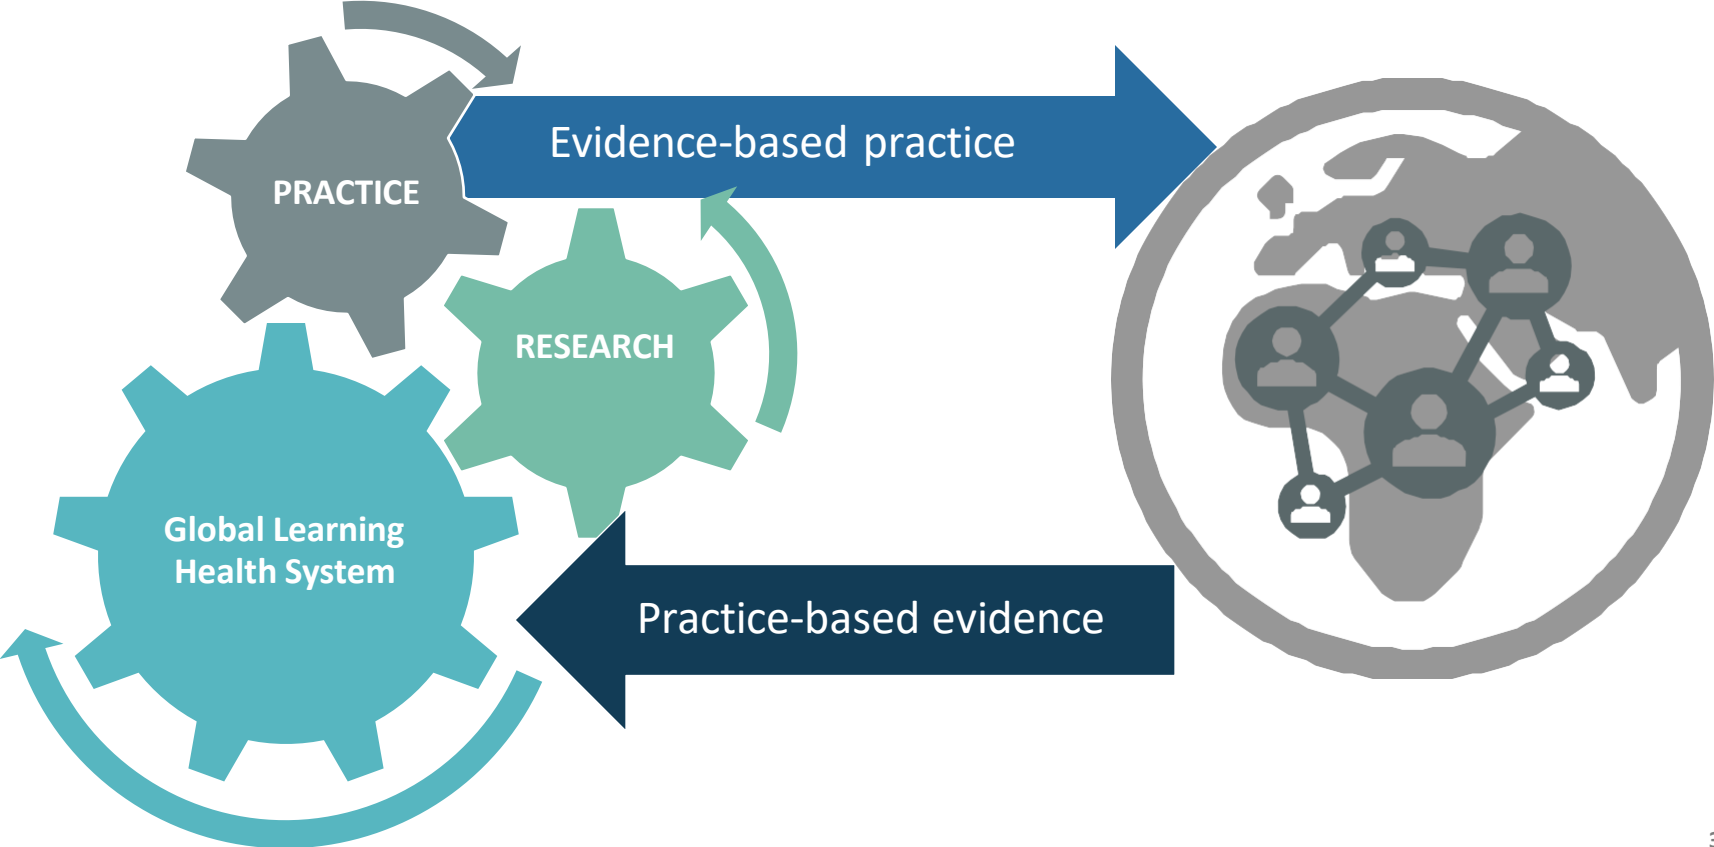 Evidence-based practice
PRACTICE
RESEARCH
Global Learning
Health System
Practice-based evidence